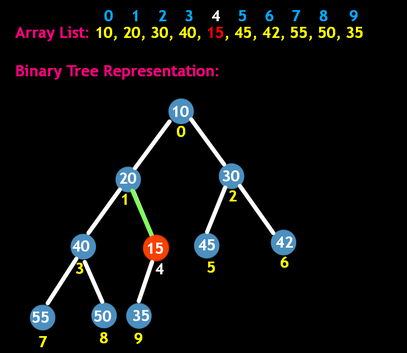 0 1 2 3 4 5 6 7 8 9
Array List: 10, 20, 30, 40, 15, 45, 42, 55, 50, 35
Binary Tree Representation:
10
0
20 30
1 2
40 15 45 42
3 4 5 6
55 50 35
7 8 9